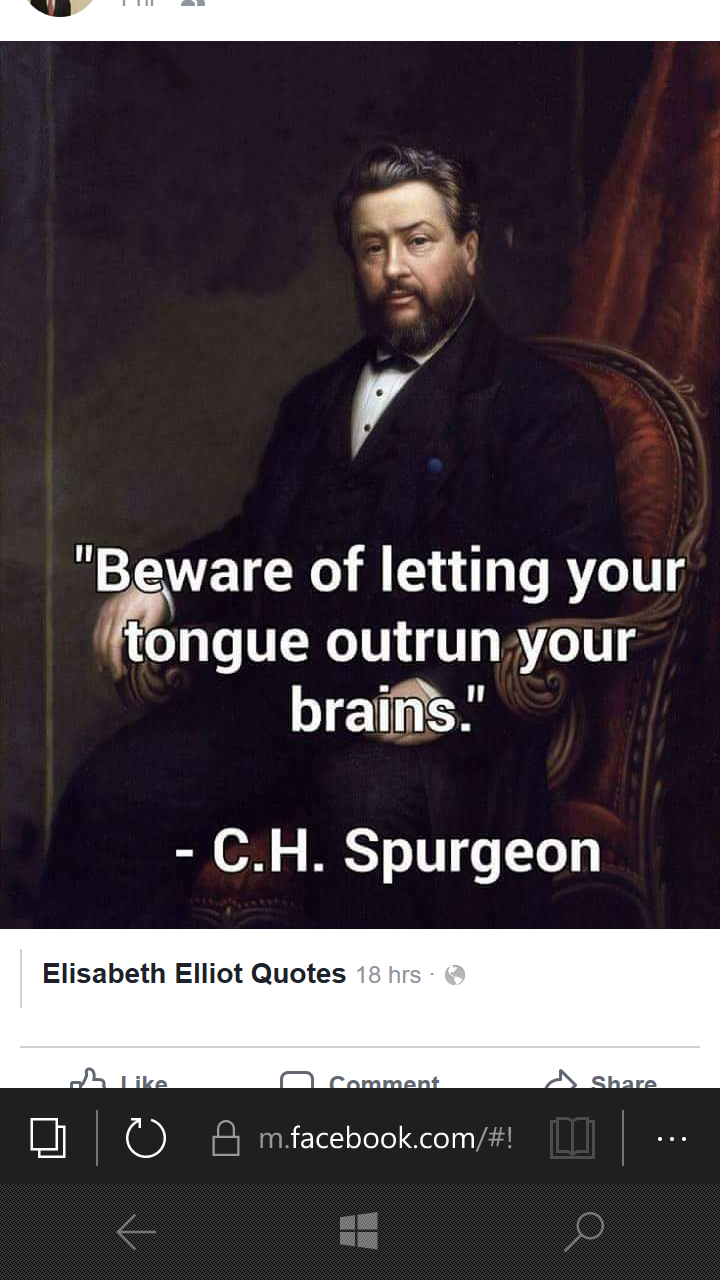 "Beware of letting your
tongue outrun your
brains."
- C.H. Spurgeon
Elisabeth Elliot Quotes 18 hrs ·
Like Comment Share
m.facebook.com/#!